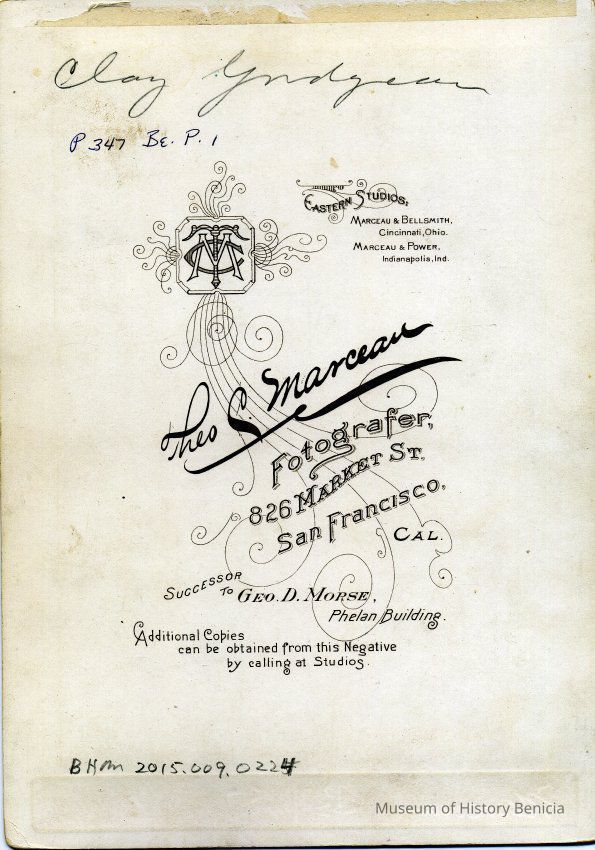 Clay
P 347 Be. P. 1
EASTERN STUDIOS:
MARCEAU & BELLSMITH,
Cincinnati, Ohio.
MARCEAU & POWER,
Indianapolis, Ind.
Theo C. Marceau
Fotografer,
826 MARKET ST.
San Francisco,
CAL.
SUCCESSOR
TO GEO. D. MORSE,
Phelan Building.
Additional Copies
can be obtained from this Negative
by calling at Studios.
BHM 2015.009.0224
Museum of History Benicia